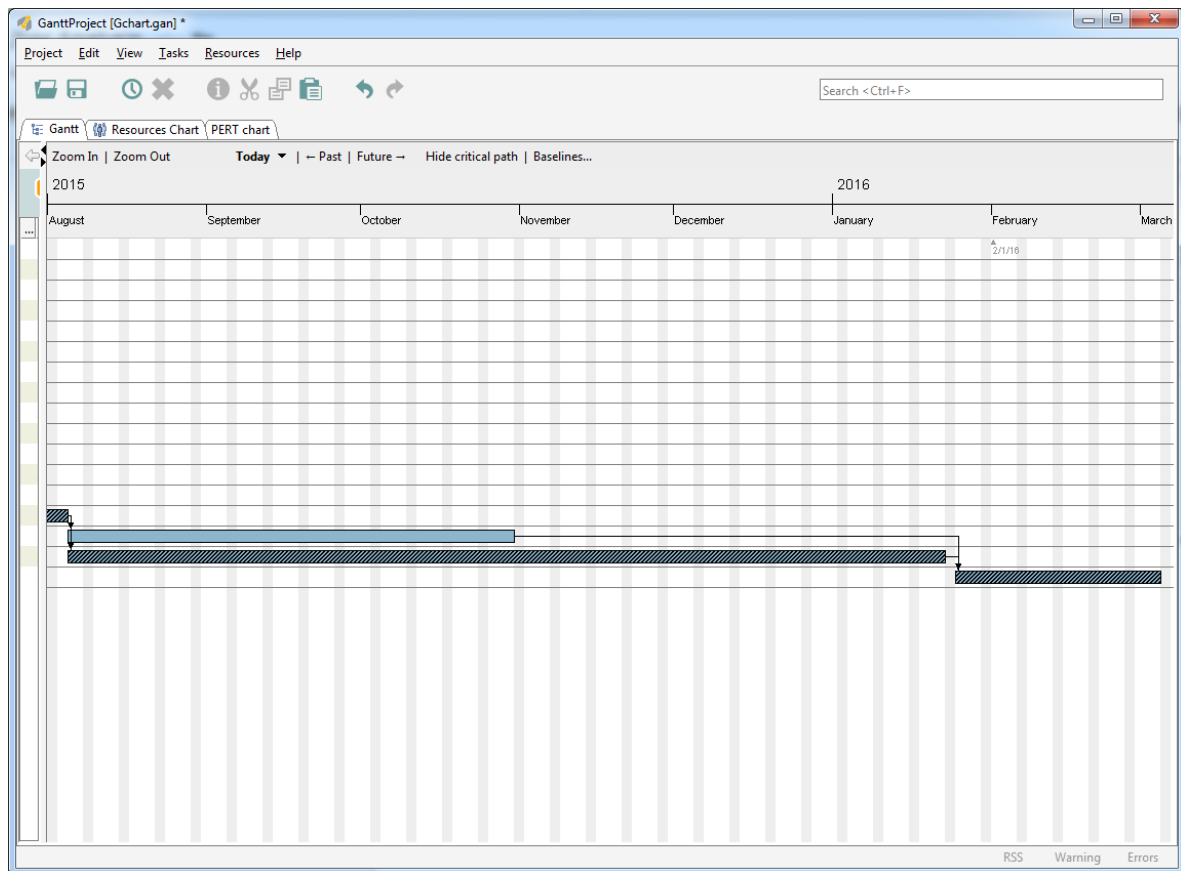 GanttProject [Gchart.gan] *
Project Edit View Tasks Resources Help
Search <Ctrl+F>
Gantt Resources Chart PERT chart
Zoom In | Zoom Out Today ▼ | ← Past | Future → Hide critical path | Baselines...
2015 2016
August September October November December January February March
...
2/1/16
RSS Warning Errors